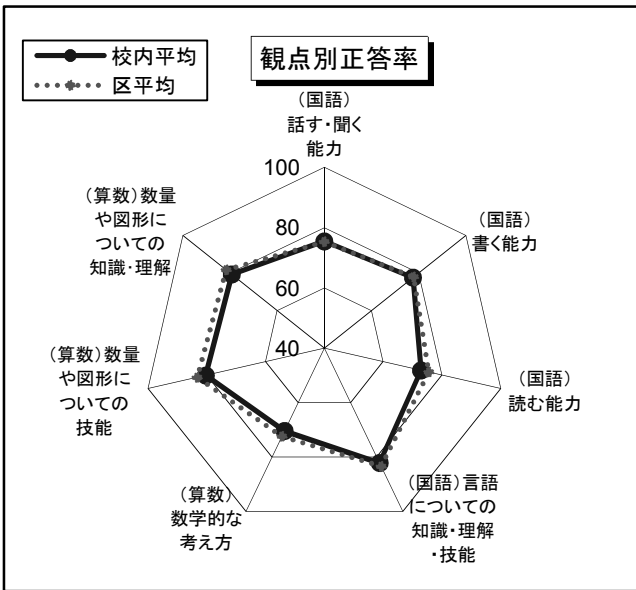 校内平均
区平均
観点別正答率
(国語)
話す・聞く
能力
100
80
60
40
(国語)
書く能力
(国語)
読む能力
(国語)言語
についての
知識・理解
・技能
(算数)
数学的な
考え方
(算数)数量
や図形に
ついての
技能
(算数)数量
や図形に
ついての
知識・理解